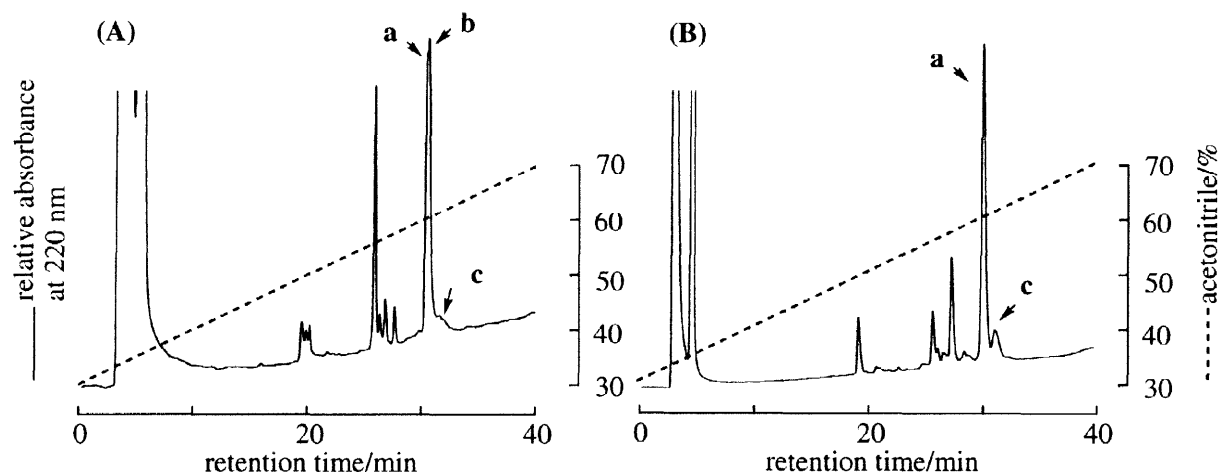 (A)
a
b
c
relative absorbance
at 220 nm
70
60
50
40
30
0
20
40
retention time/min
(B)
a
c
70
60
50
40
30
acetonitrile/%
0
20
40
retention time/min